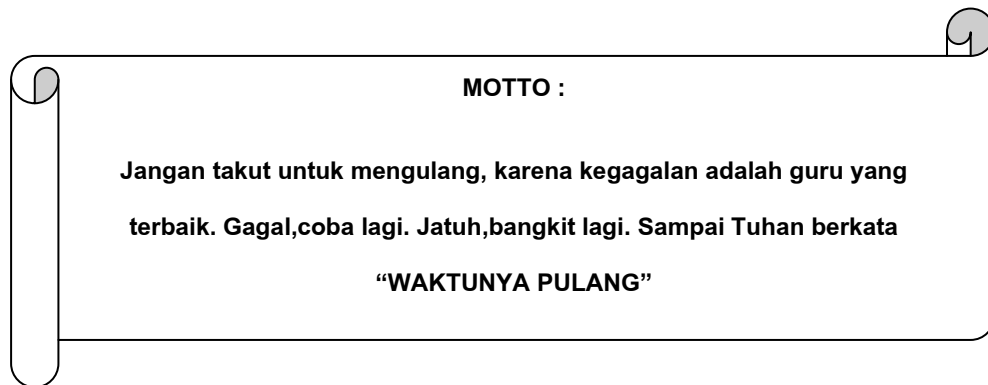 MOTTO :
Jangan takut untuk mengulang, karena kegagalan adalah guru yang
terbaik. Gagal,coba lagi. Jatuh,bangkit lagi. Sampai Tuhan berkata
“WAKTUNYA PULANG”